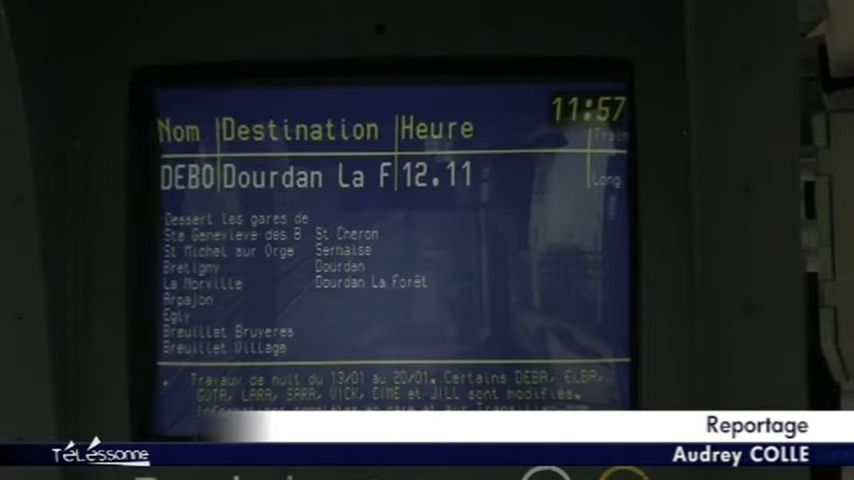 11:57
Nom Destination Heure
Train
DEBO Dourdan La F 12.11
Long
Dessert les gares de
Ste Genevieve des B St Cheron
St Michel sur Orge Sermaise
Bretigny Dourdan
La Norville Dourdan La Forêt
Arpajon
Egly
Breuillet Bruyeres
Breuillet Village
Travaux de nuit du 13/01 au 20/01. Certains DEBA, ELBA,
GOTA, LARA, SARA, VICK, CIME et JILL sont modifiés.
Reportage
Audrey COLLE
TéLéssonne